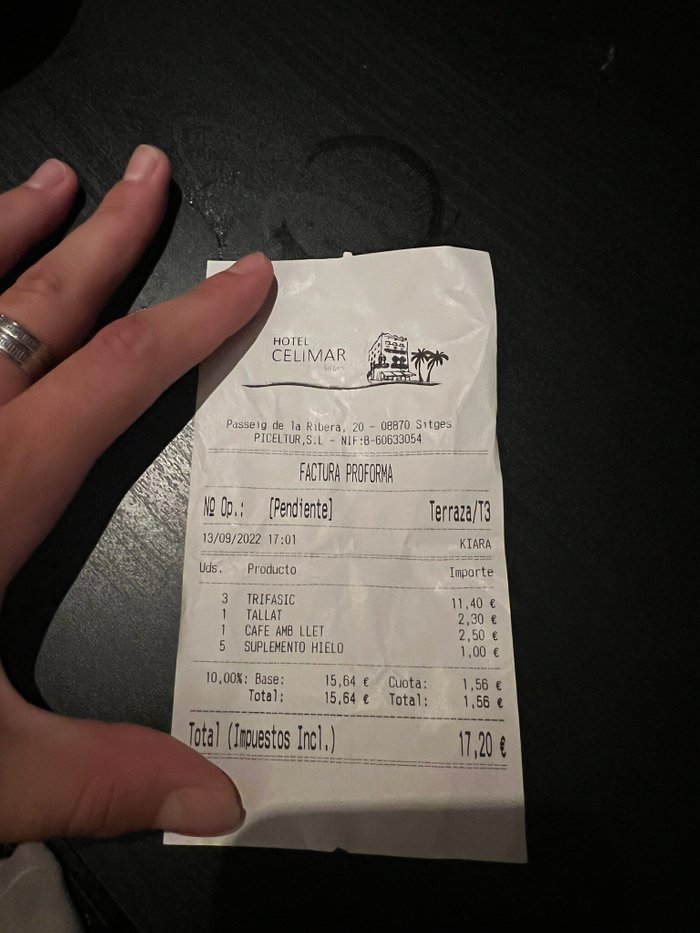 HOTEL
CELIMAR
Passeig de la Ribera, 20 - 08870 Sitges
PICELTUR,S.L - NIF:B-60633054
FACTURA PROFORMA
Nº Op.: [Pendiente] Terraza/T3
13/09/2022 17:01 KIARA
Uds. Producto Importe
3 TRIFASIC 11,40 €
1 TALLAT 2,30 €
1 CAFE AMB LLET 2,50 €
5 SUPLEMENTO HIELO 1,00 €
10,00%: Base: 15,64 € Cuota: 1,56 €
Total: 15,64 € Total: 1,56 €
Total (Impuestos Incl.) 17,20 €